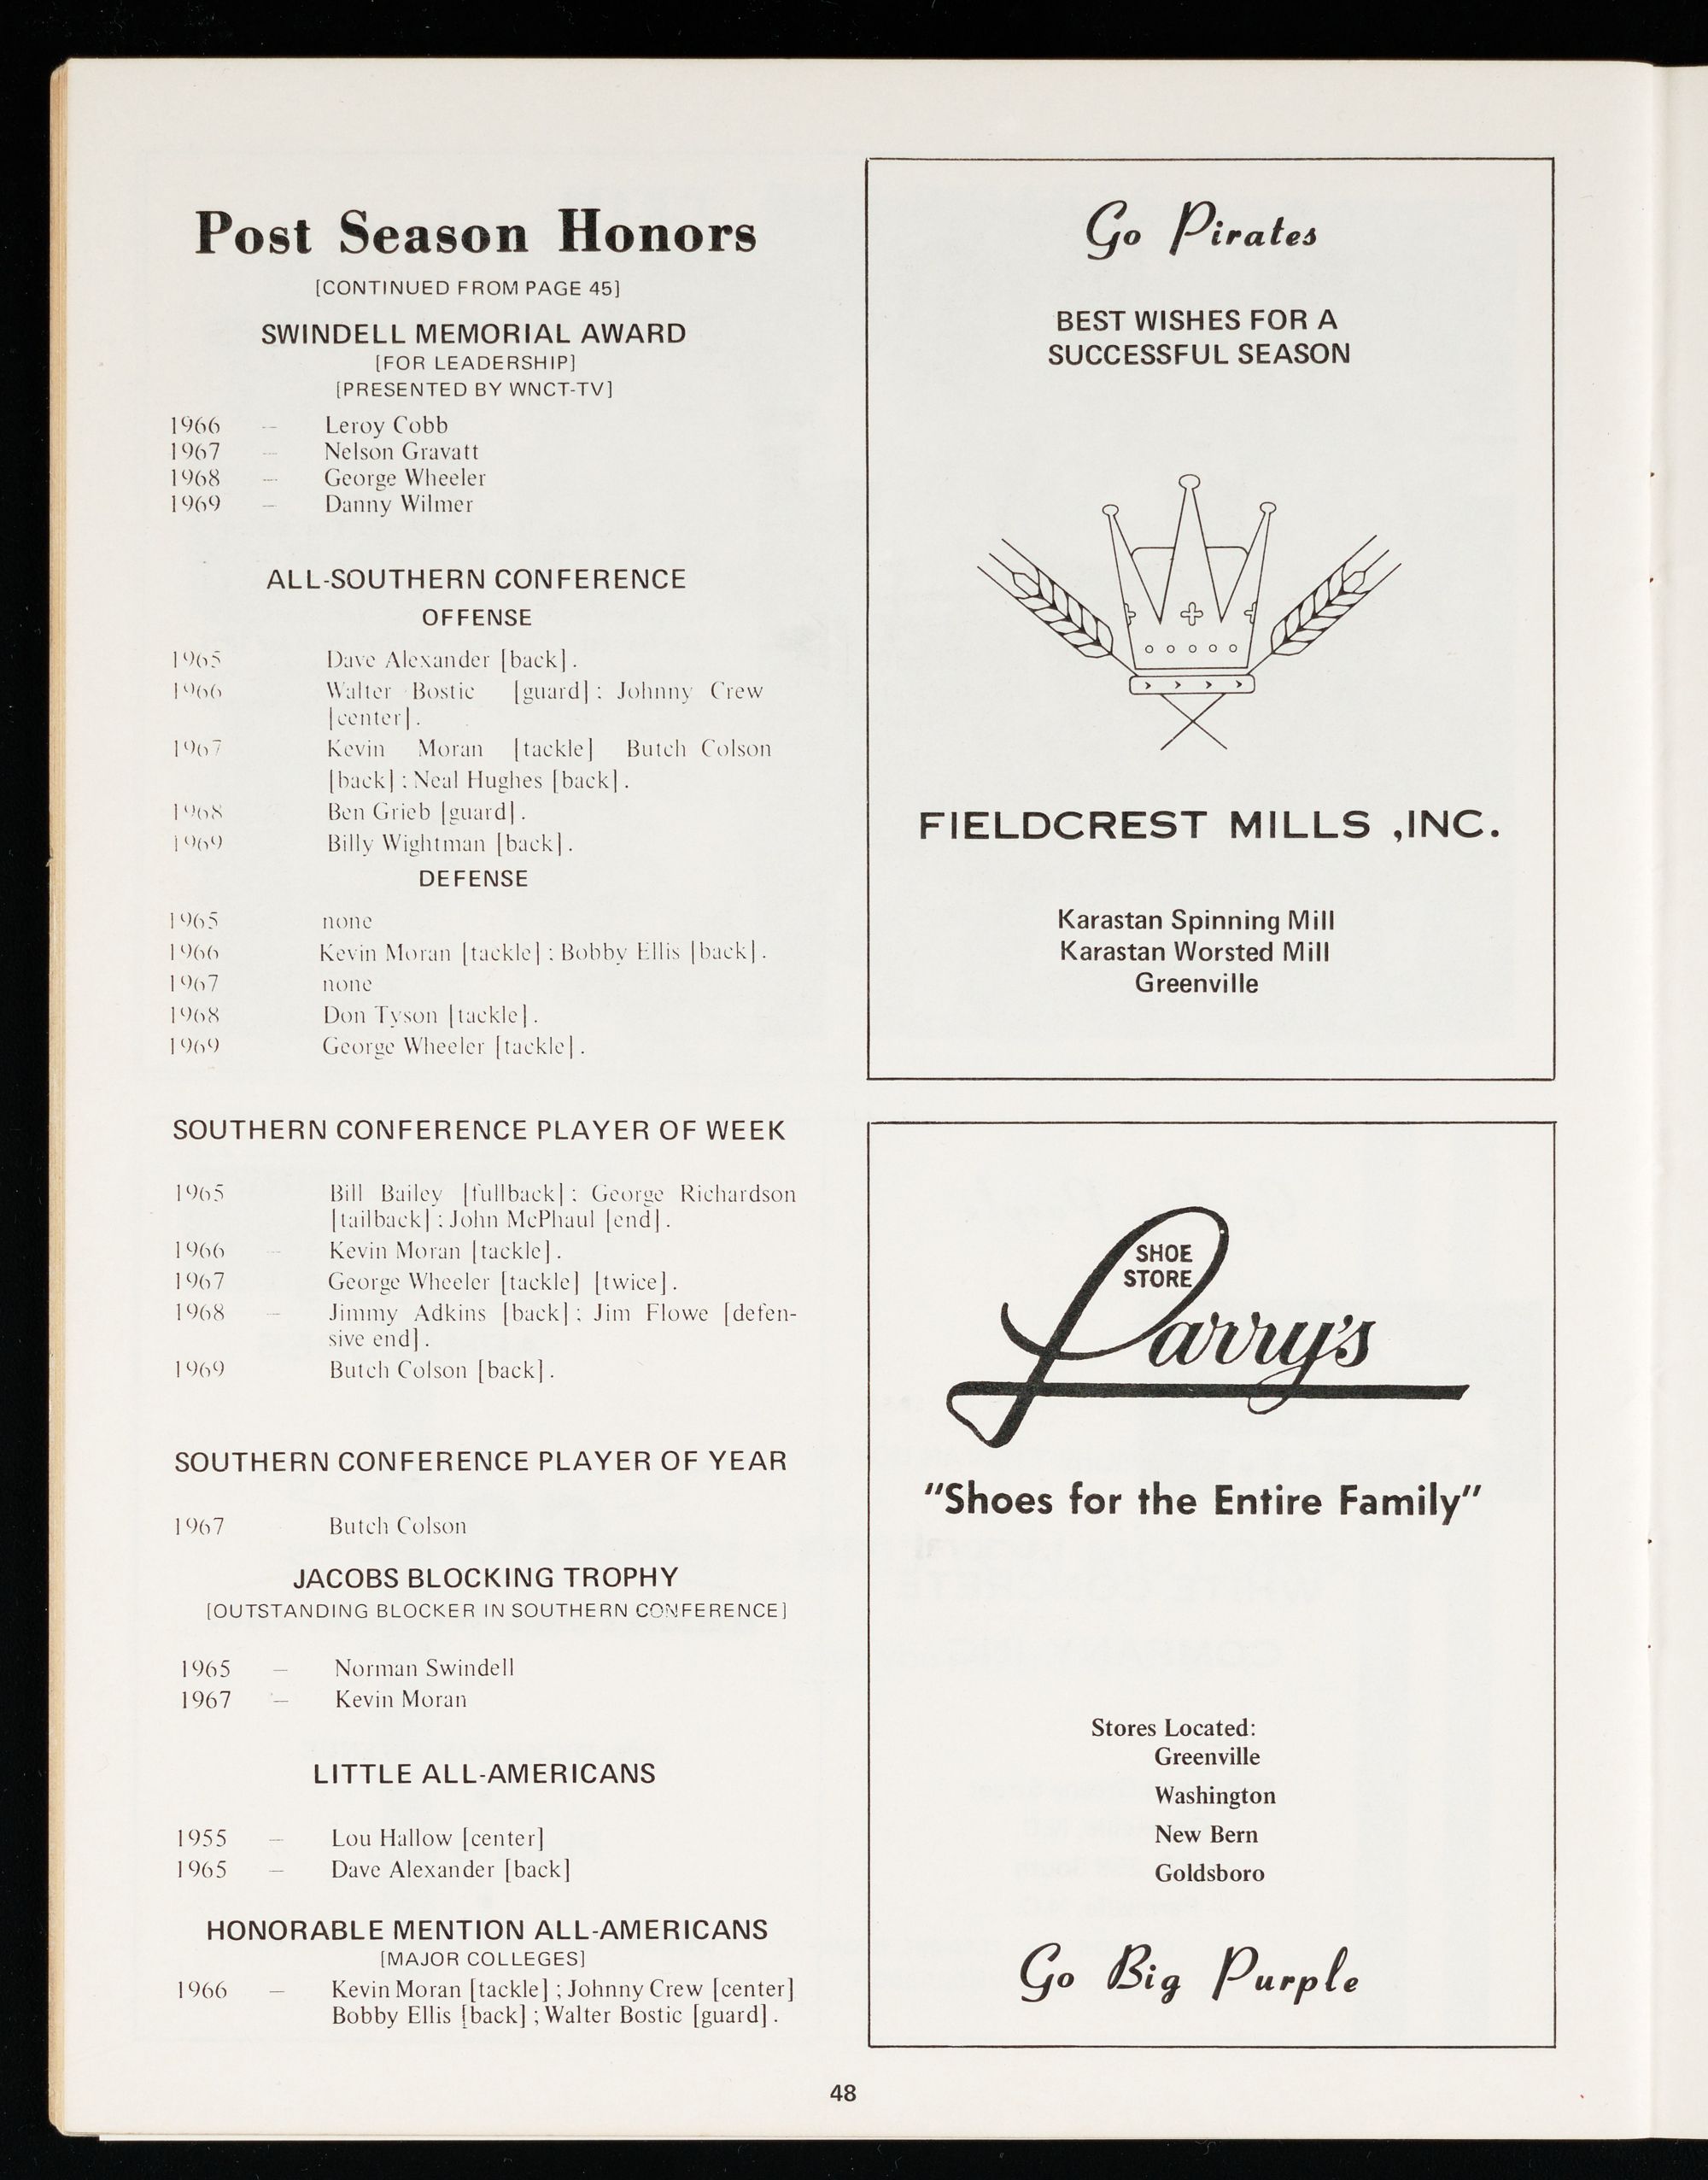 Post Season Honors
[CONTINUED FROM PAGE 45]
SWINDELL MEMORIAL AWARD
[FOR LEADERSHIP]
[PRESENTED BY WNCT-TV]
1966 — Leroy Cobb
1967 — Nelson Gravatt
1968 — George Wheeler
1969 — Danny Wilmer
ALL-SOUTHERN CONFERENCE
OFFENSE
1965 Dave Alexander [back].
1966 Walter Bostic [guard]; Johnny Crew
[center].
1967 Kevin Moran [tackle] Butch Colson
[back]; Neal Hughes [back].
1968 Ben Grieb [guard].
1969 Billy Wightman [back].
DEFENSE
1965 none
1966 Kevin Moran [tackle]; Bobby Ellis [back].
1967 none
1968 Don Tyson [tackle].
1969 George Wheeler [tackle].
SOUTHERN CONFERENCE PLAYER OF WEEK
1965 Bill Bailey [fullback]; George Richardson
[tailback]; John McPhaul [end].
1966 — Kevin Moran [tackle].
1967 George Wheeler [tackle] [twice].
1968 — Jimmy Adkins [back]; Jim Flowe [defen-
sive end].
1969 Butch Colson [back].
SOUTHERN CONFERENCE PLAYER OF YEAR
1967 Butch Colson
JACOBS BLOCKING TROPHY
[OUTSTANDING BLOCKER IN SOUTHERN CONFERENCE]
1965 — Norman Swindell
1967 — Kevin Moran
LITTLE ALL-AMERICANS
1955 — Lou Hallow [center]
1965 — Dave Alexander [back]
HONORABLE MENTION ALL-AMERICANS
[MAJOR COLLEGES]
1966 — Kevin Moran [tackle]; Johnny Crew [center]
Bobby Ellis [back]; Walter Bostic [guard].
Go Pirates
BEST WISHES FOR A
SUCCESSFUL SEASON
FIELDCREST MILLS ,INC.
Karastan Spinning Mill
Karastan Worsted Mill
Greenville
SHOE
STORE
Larry's
"Shoes for the Entire Family"
Stores Located:
Greenville
Washington
New Bern
Goldsboro
Go Big Purple
48